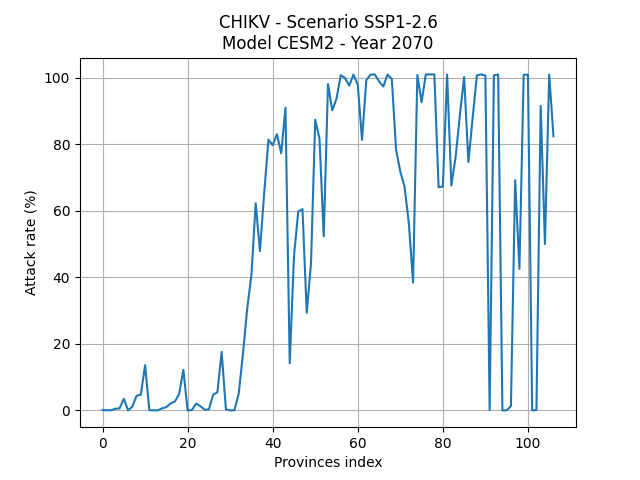 CHIKV - Scenario SSP1-2.6
Model CESM2 - Year 2070
100
80
60
40
20
0
Attack rate (%)
0 20 40 60 80 100
Provinces index